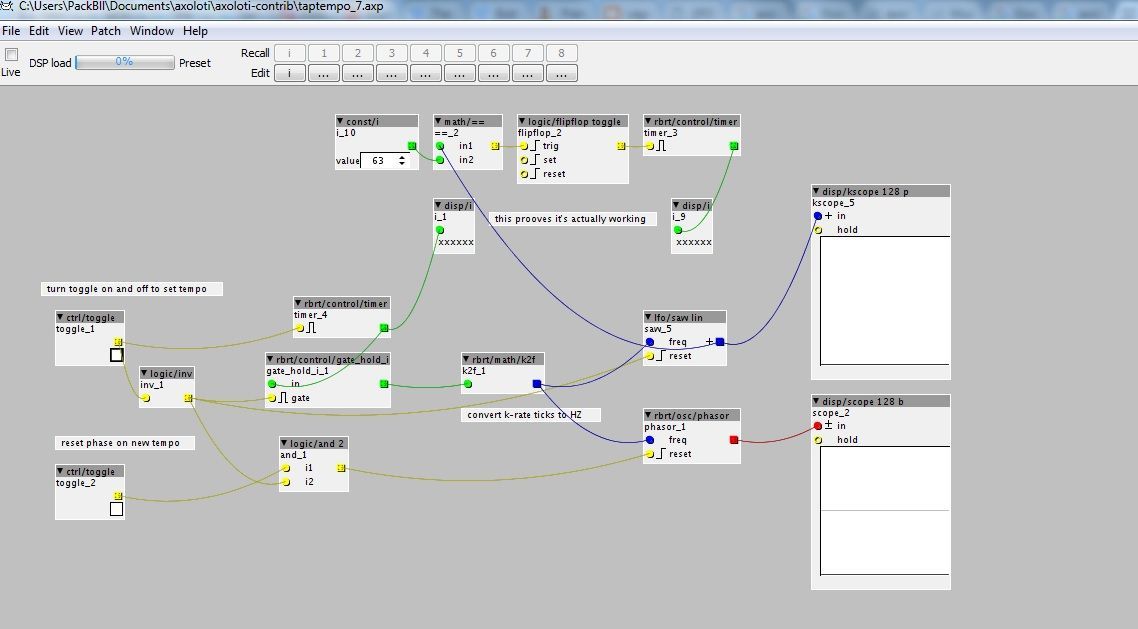 C:\Users\PackBII\Documents\axoloti\axoloti-contrib\taptempo_7.axp
File Edit View Patch Window Help
Live
DSP load 0% Preset
Recall i 1 2 3 4 5 6 7 8
Edit i ... ... ... ... ... ... ... ...
const/i
i_10
value 63
math/==
==_2
in1
in2
logic/flipflop toggle
flipflop_2
trig
set
reset
rbrt/control/timer
timer_3
disp/i
i_1
xxxxxx
this prooves it's actually working
disp/i
i_9
xxxxxx
disp/kscope 128 p
kscope_5
+ in
hold
turn toggle on and off to set tempo
ctrl/toggle
toggle_1
rbrt/control/timer
timer_4
logic/inv
inv_1
rbrt/control/gate_hold_i
gate_hold_i_1
in
gate
rbrt/math/k2f
k2f_1
lfo/saw lin
saw_5
freq +
reset
convert k-rate ticks to HZ
rbrt/osc/phasor
phasor_1
freq
reset
disp/scope 128 b
scope_2
± in
hold
reset phase on new tempo
ctrl/toggle
toggle_2
logic/and 2
and_1
i1
i2